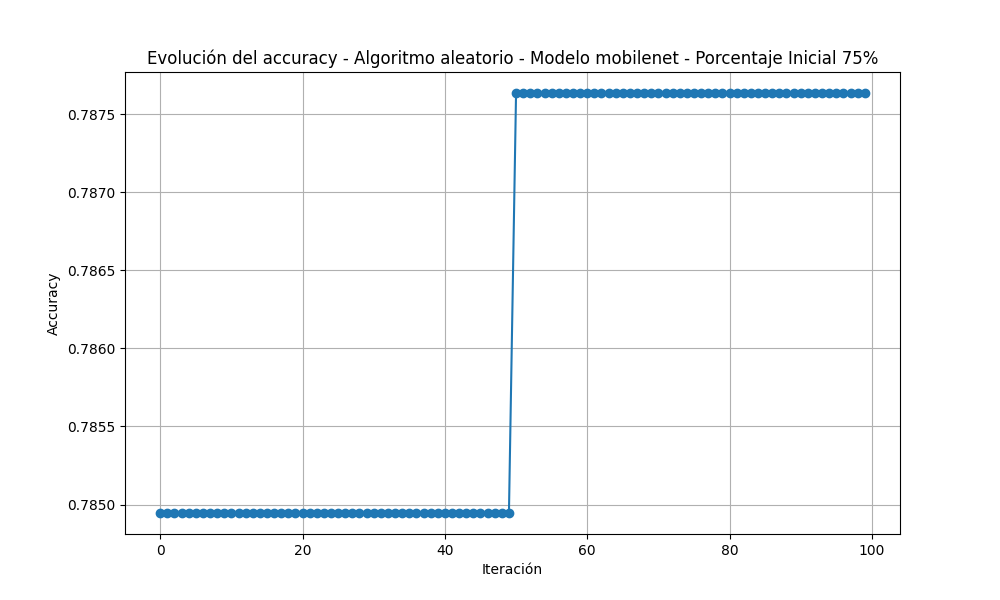 Evolución del accuracy - Algoritmo aleatorio - Modelo mobilenet - Porcentaje Inicial 75%
0.7875
0.7870
0.7865
0.7860
0.7855
0.7850
Accuracy
0 20 40 60 80 100
Iteración